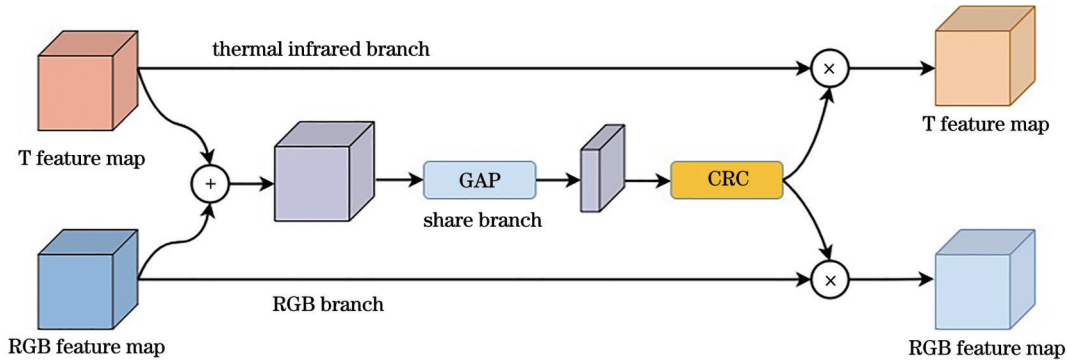 thermal infrared branch
×
T feature map
T feature map
+
GAP
CRC
share branch
×
RGB branch
RGB feature map
RGB feature map